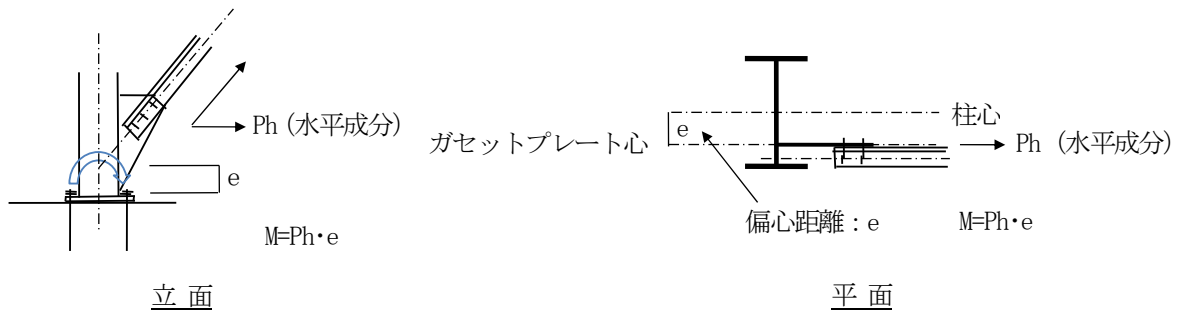 Ph (水平成分)
e
M=Ph･e
立 面
柱心
ガセットプレート心
e
Ph (水平成分)
偏心距離：e
M=Ph･e
平 面